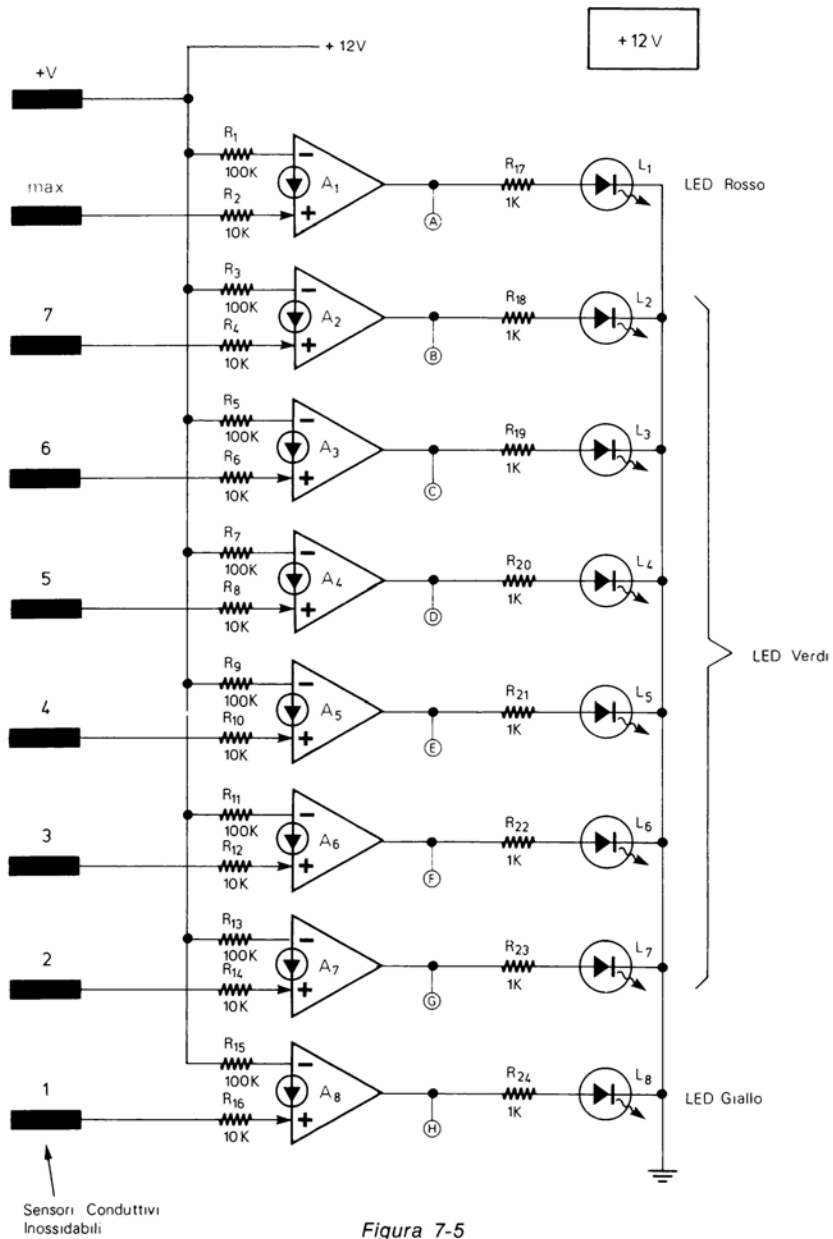 + 12V
+ 12 V
+V
R1
100K
A1
R17
1K
L1
LED Rosso
max
R2
10K
A
R3
100K
A2
R18
1K
L2
7
R4
10K
B
R5
100K
A3
R19
1K
L3
6
R6
10K
C
R7
100K
A4
R20
1K
L4
5
R8
10K
D
LED Verdi
R9
100K
A5
R21
1K
L5
4
R10
10K
E
R11
100K
A6
R22
1K
L6
3
R12
10K
F
R13
100K
A7
R23
1K
L7
2
R14
10K
G
R15
100K
A8
R24
1K
L8
LED Giallo
1
R16
10K
H
Sensori Conduttivi
Inossidabili
Figura 7-5